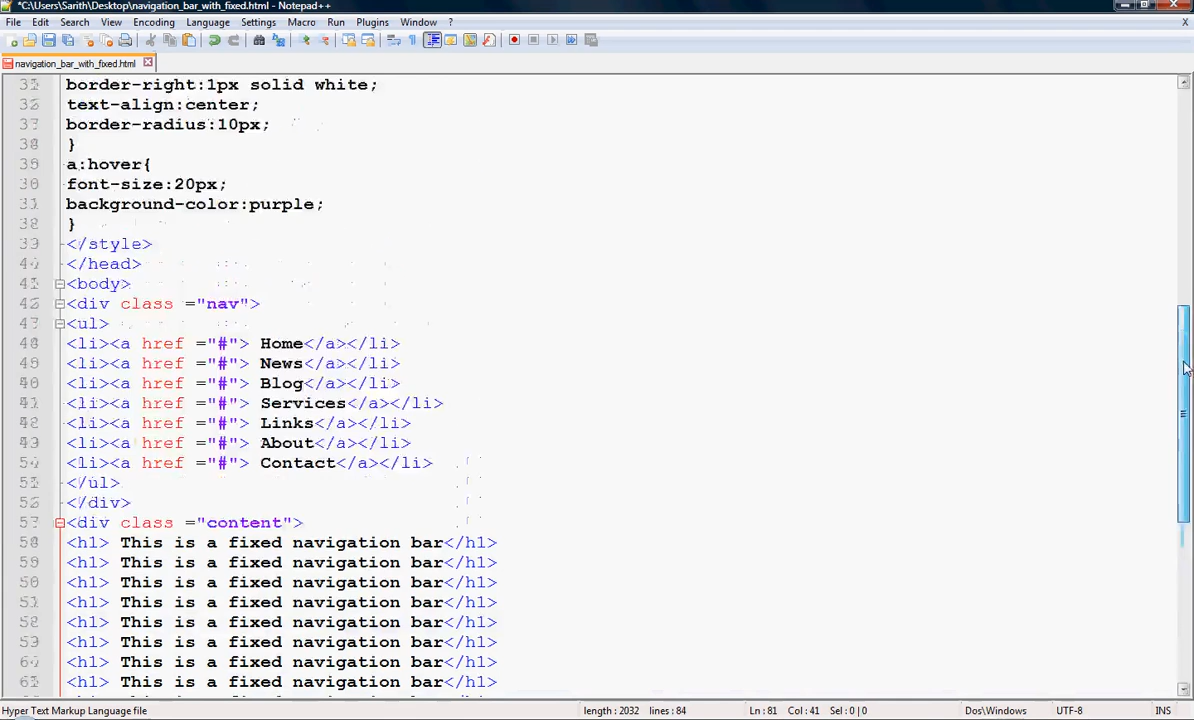 *C:\Users\Sarith\Desktop\navigation_bar_with_fixed.html - Notepad++
File Edit Search View Encoding Language Settings Macro Run Plugins Window ?
navigation_bar_with_fixed.html
border-right:1px solid white;
text-align:center;
border-radius:10px;
}
a:hover{
font-size:20px;
background-color:purple;
}
</style>
</head>
<body>
<div class ="nav">
<ul>
<li><a href ="#"> Home</a></li>
<li><a href ="#"> News</a></li>
<li><a href ="#"> Blog</a></li>
<li><a href ="#"> Services</a></li>
<li><a href ="#"> Links</a></li>
<li><a href ="#"> About</a></li>
<li><a href ="#"> Contact</a></li>
</ul>
</div>
<div class ="content">
<h1> This is a fixed navigation bar</h1>
<h1> This is a fixed navigation bar</h1>
<h1> This is a fixed navigation bar</h1>
<h1> This is a fixed navigation bar</h1>
<h1> This is a fixed navigation bar</h1>
<h1> This is a fixed navigation bar</h1>
<h1> This is a fixed navigation bar</h1>
<h1> This is a fixed navigation bar</h1>
Hyper Text Markup Language file length : 2032 lines : 84 Ln : 81 Col : 41 Sel : 0 | 0 Dos\Windows UTF-8 INS